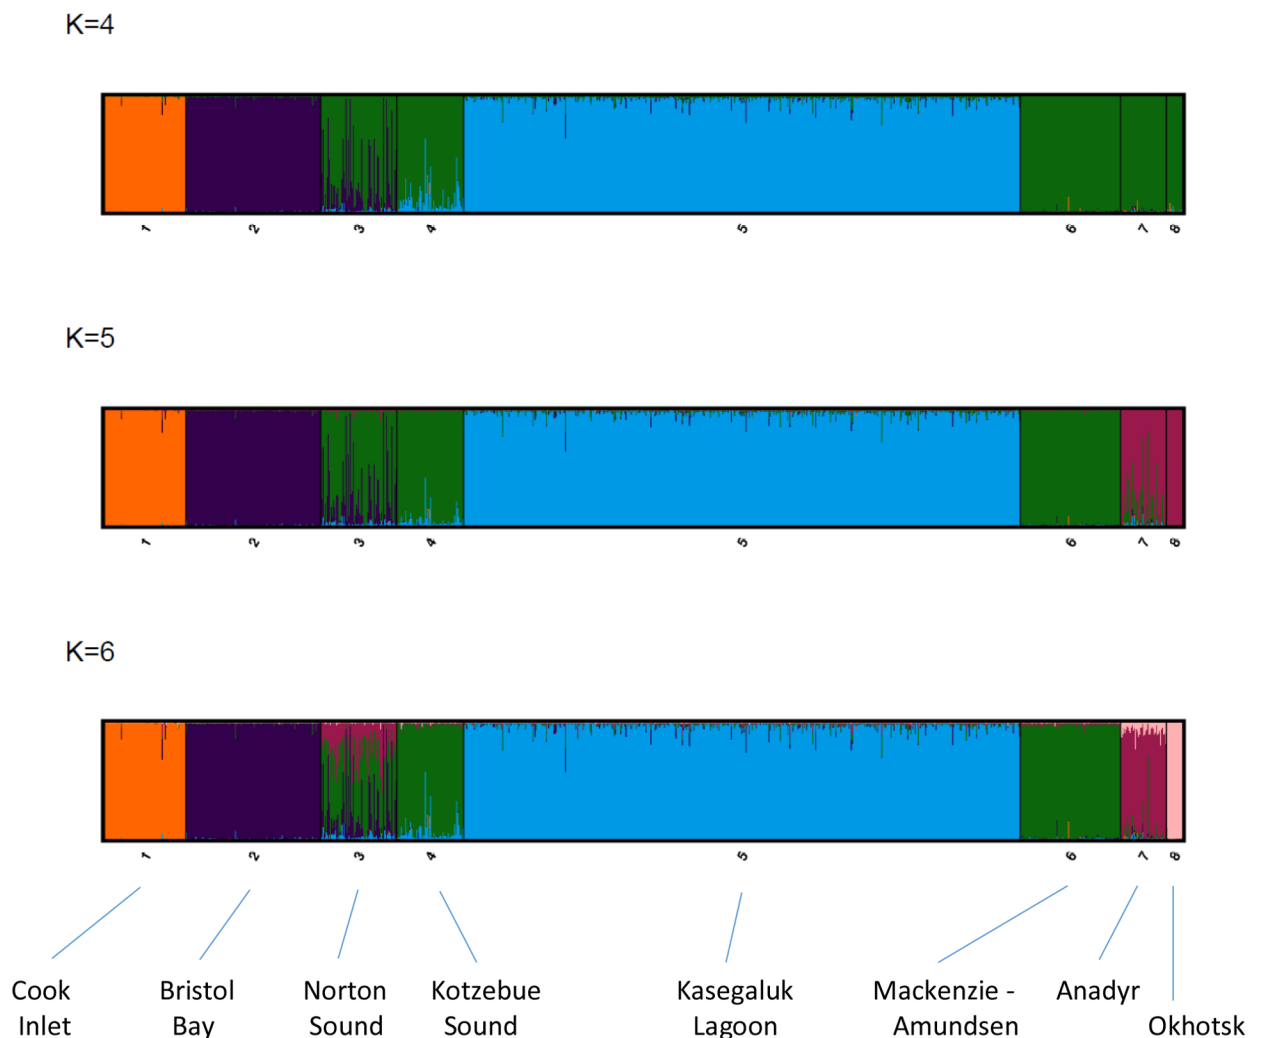 K=4
1 2 3 4 5 6 7 8
K=5
1 2 3 4 5 6 7 8
K=6
1 2 3 4 5 6 7 8
Cook Inlet
Bristol Bay
Norton Sound
Kotzebue Sound
Kasegaluk Lagoon
Mackenzie - Amundsen
Anadyr
Okhotsk